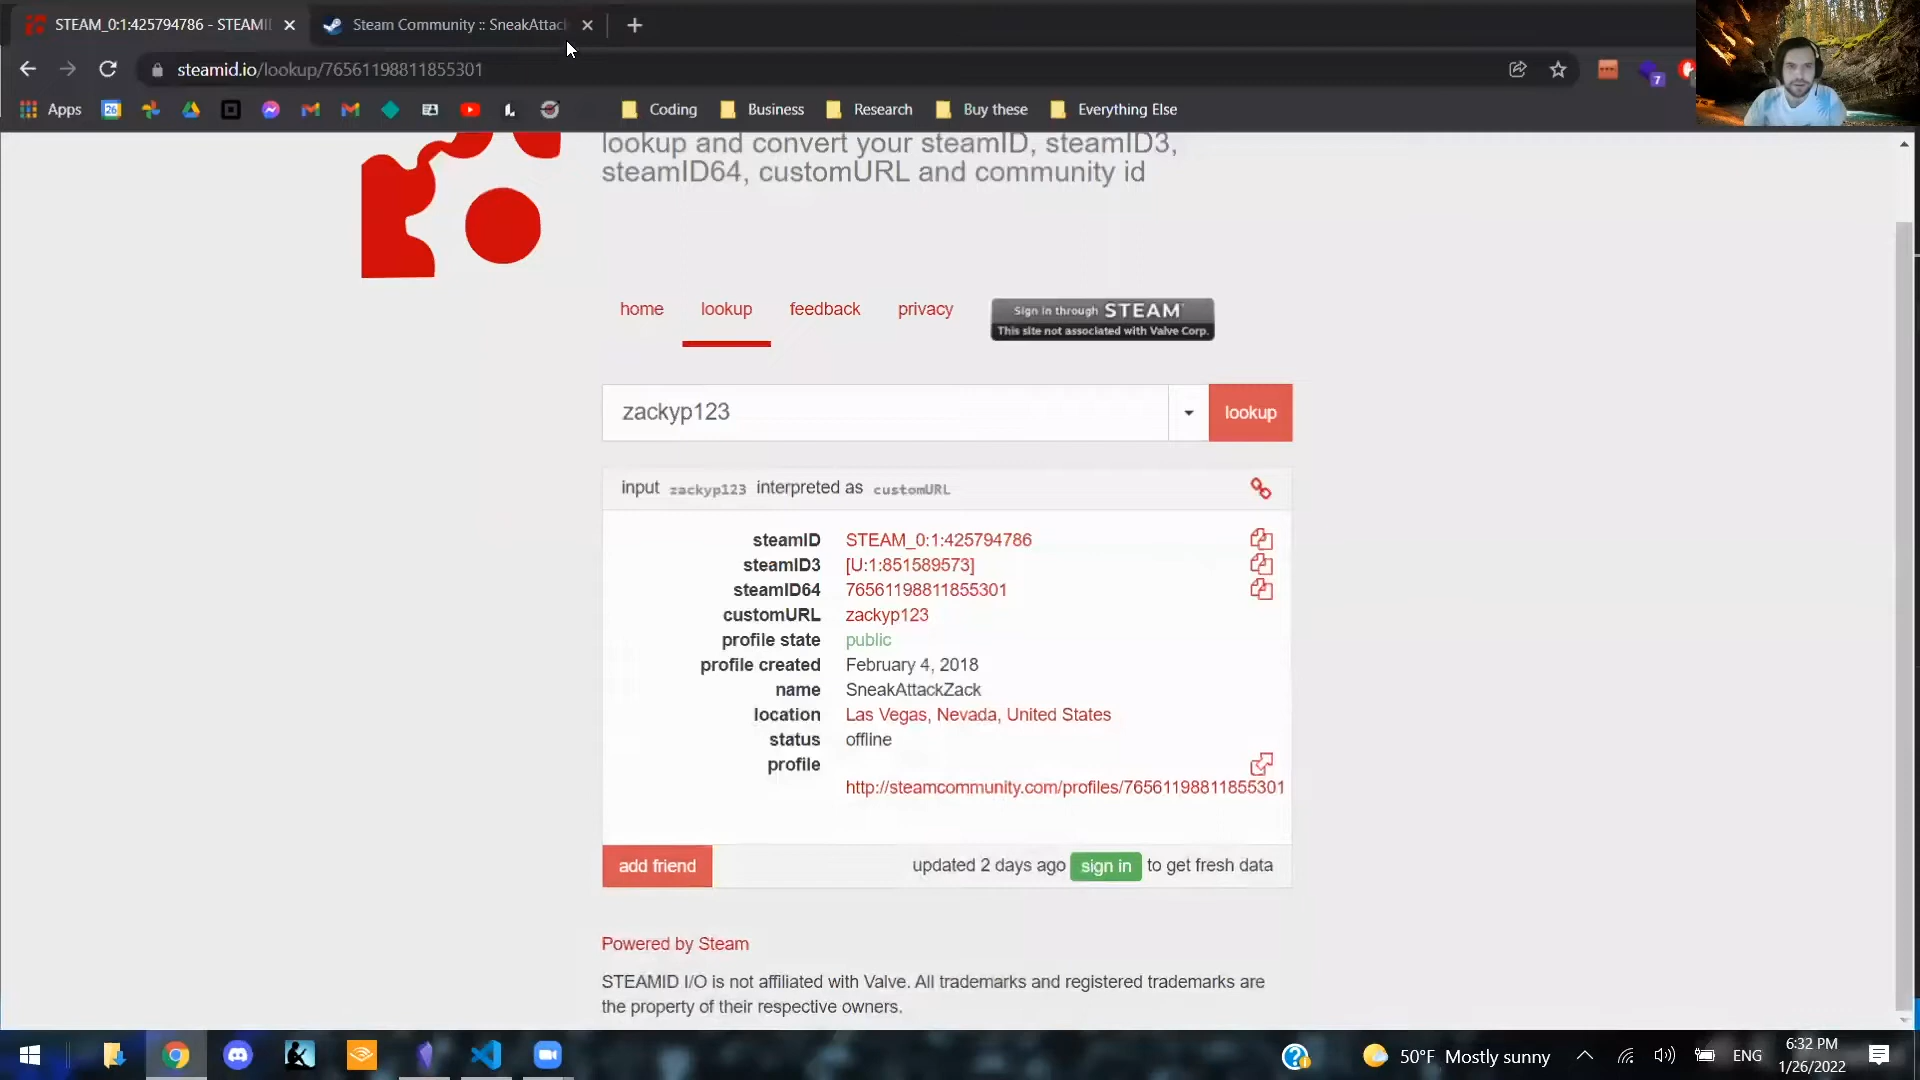 STEAM_0:1:425794786 - STEAMI
Steam Community :: SneakAttac
steamid.io/lookup/76561198811855301
7
Apps
26
Coding
Business
Research
Buy these
Everything Else
lookup and convert your steamID, steamID3,
steamID64, customURL and community id
home
lookup
feedback
privacy
Sign in through STEAM
This site not associated with Valve Corp.
zackyp123
lookup
input zackyp123 interpreted as customURL
steamID STEAM_0:1:425794786
steamID3 [U:1:851589573]
steamID64 76561198811855301
customURL zackyp123
profile state public
profile created February 4, 2018
name SneakAttackZack
location Las Vegas, Nevada, United States
status offline
profile
http://steamcommunity.com/profiles/76561198811855301
add friend
updated 2 days ago sign in to get fresh data
Powered by Steam
STEAMID I/O is not affiliated with Valve. All trademarks and registered trademarks are
the property of their respective owners.
50°F Mostly sunny
ENG
6:32 PM
1/26/2022